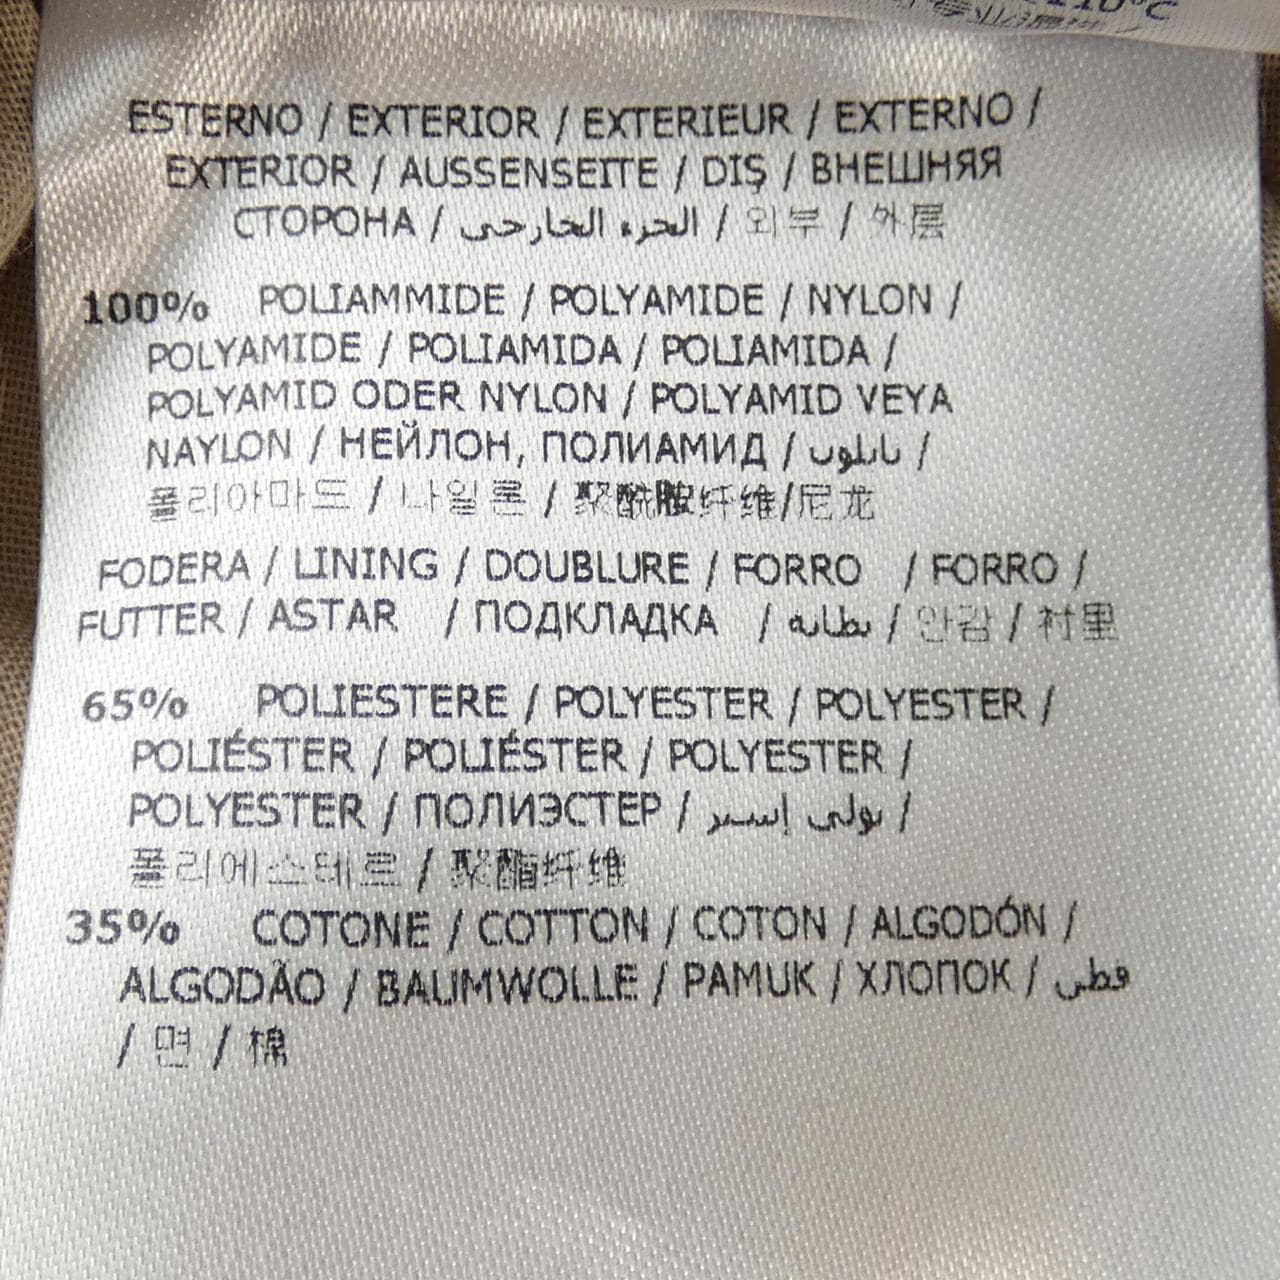 110°C
ESTERNO / EXTERIOR / EXTERIEUR / EXTERNO /
EXTERIOR / AUSSENSEITE / DIŞ / ВНЕШНЯЯ
СТОРОНА / الجزء الخارجي / 외부 / 外层
100% POLIAMMIDE / POLYAMIDE / NYLON /
POLYAMIDE / POLIAMIDA / POLIAMIDA /
POLYAMID ODER NYLON / POLYAMID VEYA
NAYLON / НЕЙЛОН, ПОЛИАМИД / نايلون /
폴리아마드 / 나일론 / 聚酰胺纤维/尼龙
FODERA / LINING / DOUBLURE / FORRO / FORRO /
FUTTER / ASTAR / ПОДКЛАДКА / بطانه / 안감 / 衬里
65% POLIESTERE / POLYESTER / POLYESTER /
POLIÉSTER / POLIÉSTER / POLYESTER /
POLYESTER / ПОЛИЭСТЕР / بولي إستر /
폴리에스테르 / 聚酯纤维
35% COTONE / COTTON / COTON / ALGODÓN /
ALGODÃO / BAUMWOLLE / PAMUK / ХЛОПОК / قطن
/ 면 / 棉